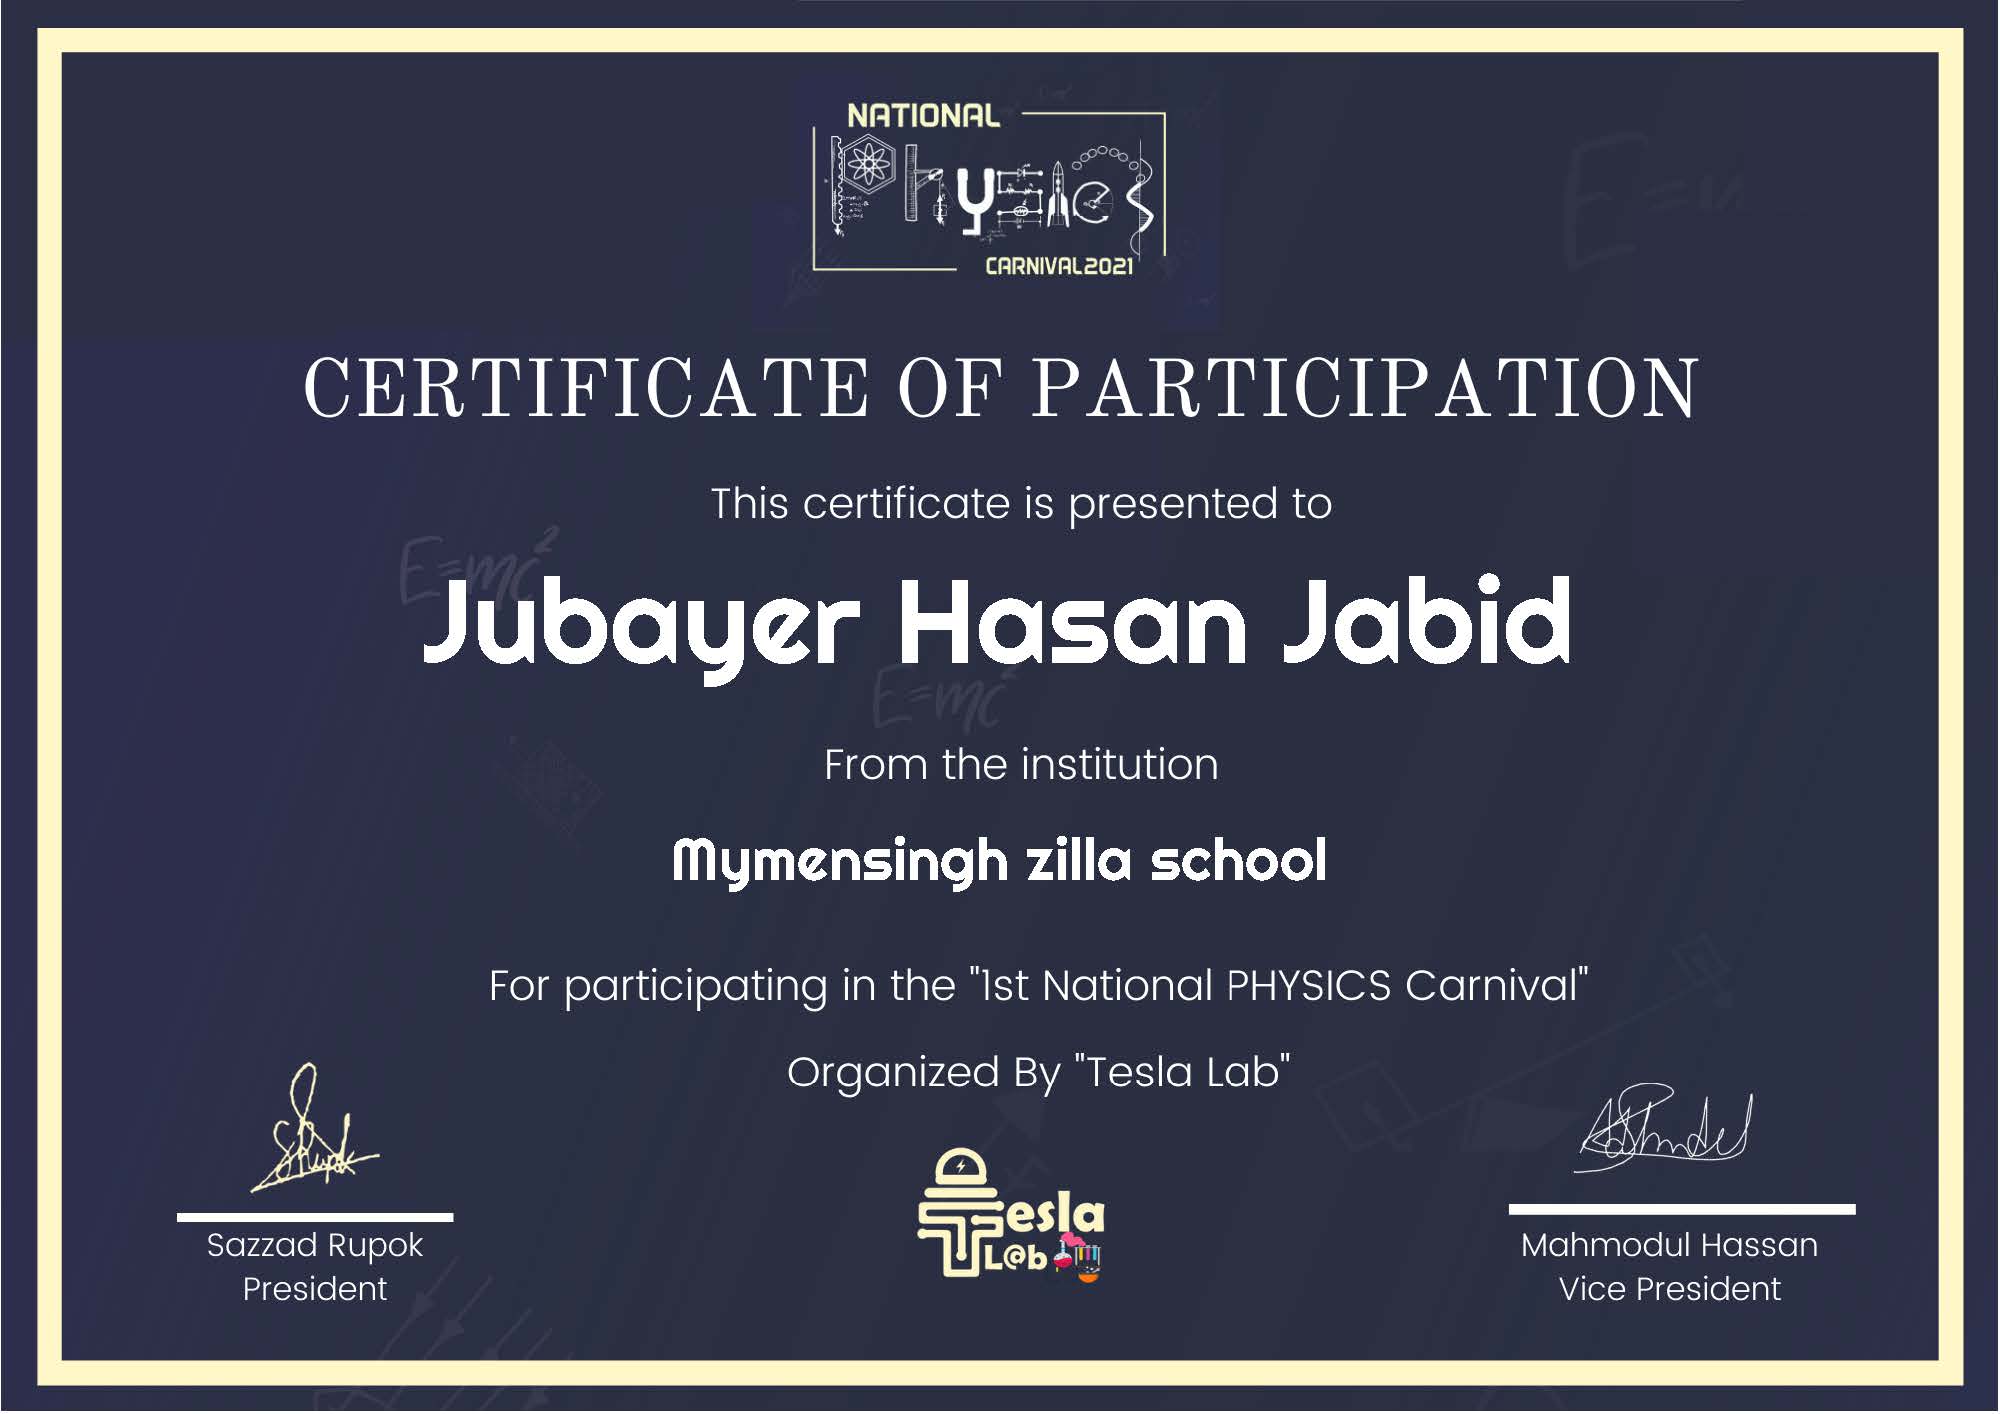 NATIONAL
Physics
CARNIVAL2021
CERTIFICATE OF PARTICIPATION
This certificate is presented to
E=mc²
Jubayer Hasan Jabid
E=mc²
From the institution
Mymensingh zilla school
For participating in the "1st National PHYSICS Carnival"
Organized By "Tesla Lab"
Tesla
L@b
Sazzad Rupok
President
Mahmodul Hassan
Vice President